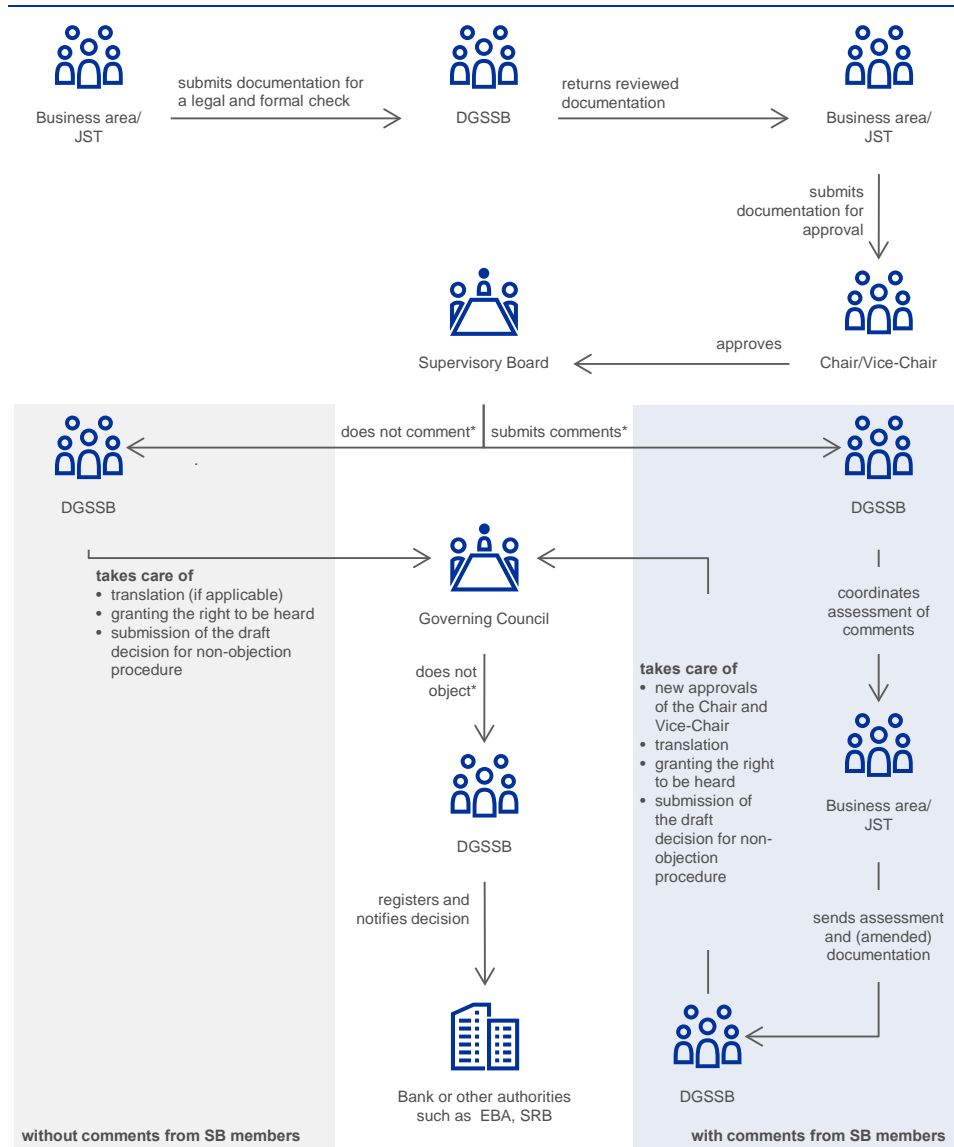 submits documentation for
a legal and formal check
returns reviewed
documentation
Business area/
JST
DGSSB
Business area/
JST
submits
documentation for
approval
approves
Supervisory Board
Chair/Vice-Chair
does not comment*
submits comments*
DGSSB
DGSSB
takes care of
• translation (if applicable)
• granting the right to be heard
• submission of the draft
decision for non-objection
procedure
Governing Council
coordinates
assessment of
comments
does not
object*
takes care of
• new approvals
of the Chair and
Vice-Chair
• translation
• granting the right
to be heard
• submission of
the draft
decision for non-
objection
procedure
Business area/
JST
DGSSB
registers and
notifies decision
sends assessment
and (amended)
documentation
Bank or other authorities
such as EBA, SRB
DGSSB
without comments from SB members
with comments from SB members